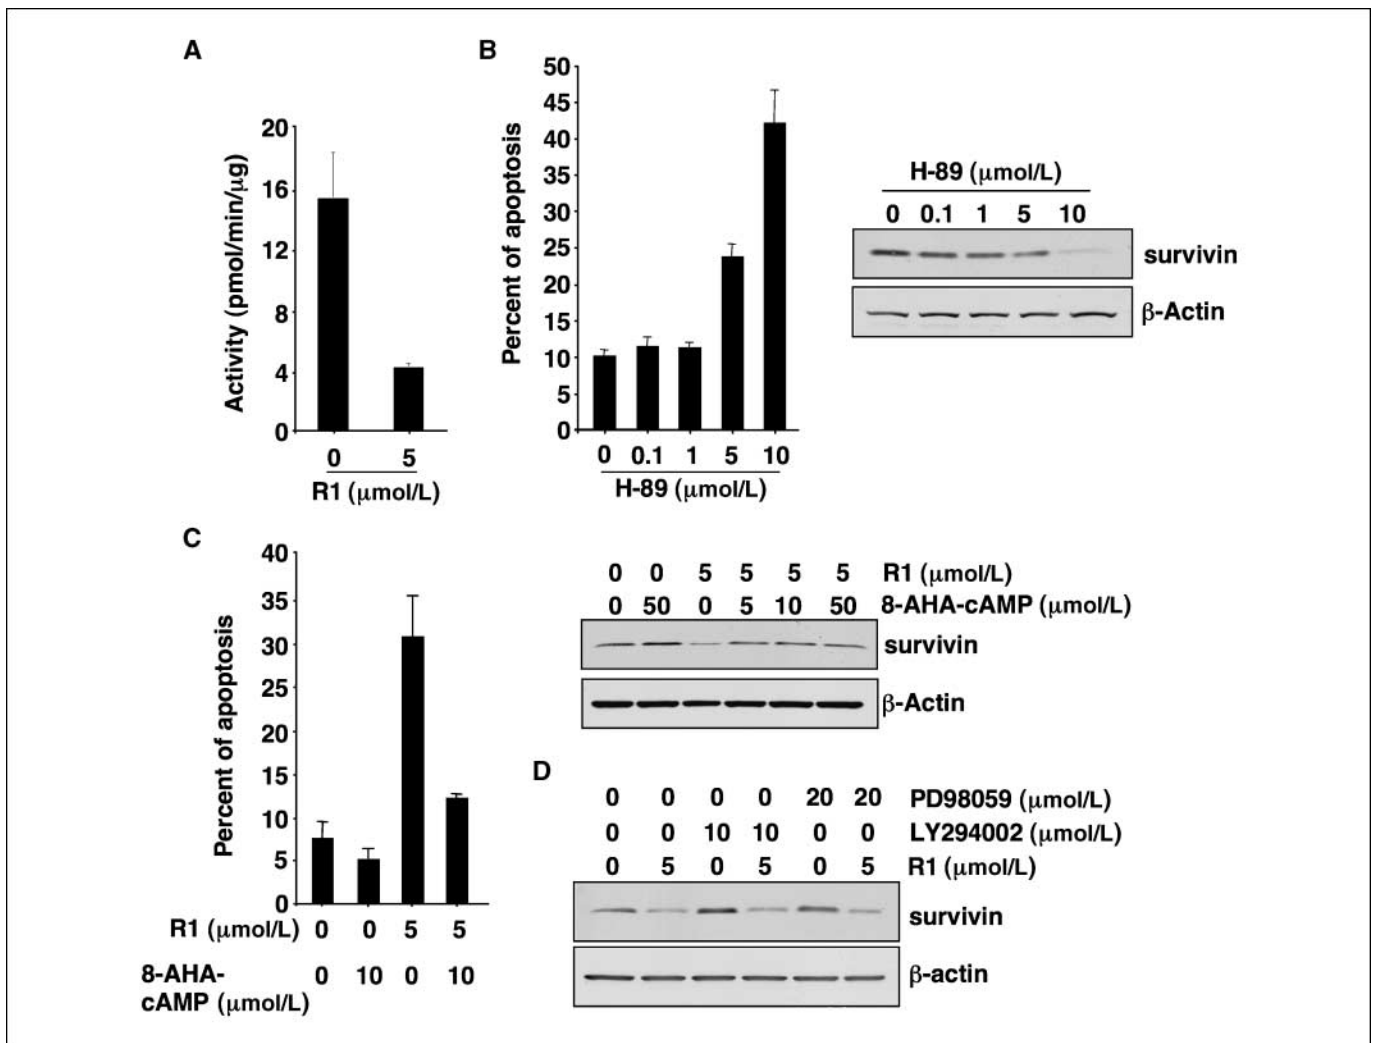 A
20
16
12
8
4
0
Activity (pmol/min/μg)
0 5
R1 (μmol/L)
B
50
45
40
35
30
25
20
15
10
5
0
Percent of apoptosis
0 0.1 1 5 10
H-89 (μmol/L)
H-89 (μmol/L)
0 0.1 1 5 10
survivin
β-Actin
C
40
35
30
25
20
15
10
5
0
Percent of apoptosis
R1 (μmol/L) 0 0 5 5
8-AHA-
cAMP (μmol/L) 0 10 0 10
0 0 5 5 5 5 R1 (μmol/L)
0 50 0 5 10 50 8-AHA-cAMP (μmol/L)
survivin
β-Actin
D
0 0 0 0 20 20 PD98059 (μmol/L)
0 0 10 10 0 0 LY294002 (μmol/L)
0 5 0 5 0 5 R1 (μmol/L)
survivin
β-actin